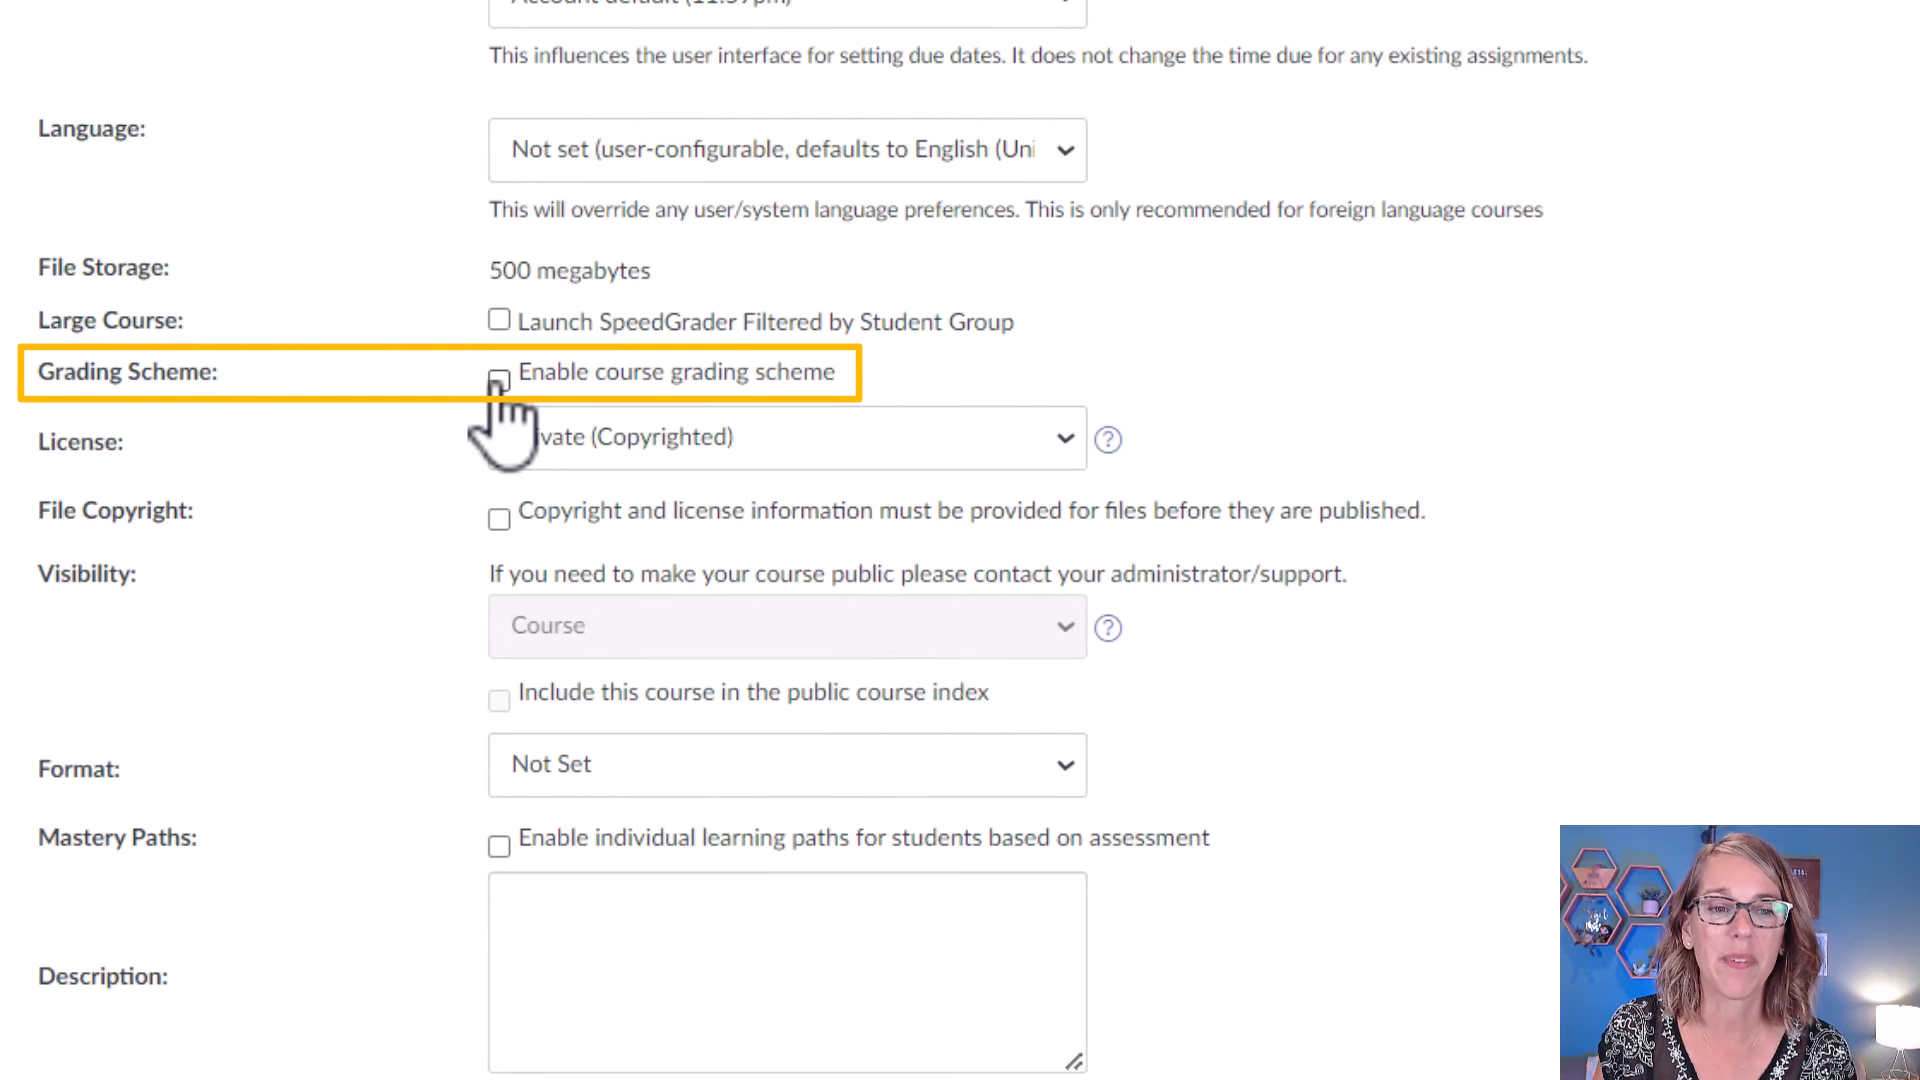 This influences the user interface for setting due dates. It does not change the time due for any existing assignments.
Language:
Not set (user-configurable, defaults to English (Uni
This will override any user/system language preferences. This is only recommended for foreign language courses
File Storage:
500 megabytes
Large Course:
Launch SpeedGrader Filtered by Student Group
Grading Scheme:
Enable course grading scheme
License:
vate (Copyrighted)
?
File Copyright:
Copyright and license information must be provided for files before they are published.
Visibility:
If you need to make your course public please contact your administrator/support.
Course
?
Include this course in the public course index
Format:
Not Set
Mastery Paths:
Enable individual learning paths for students based on assessment
Description: